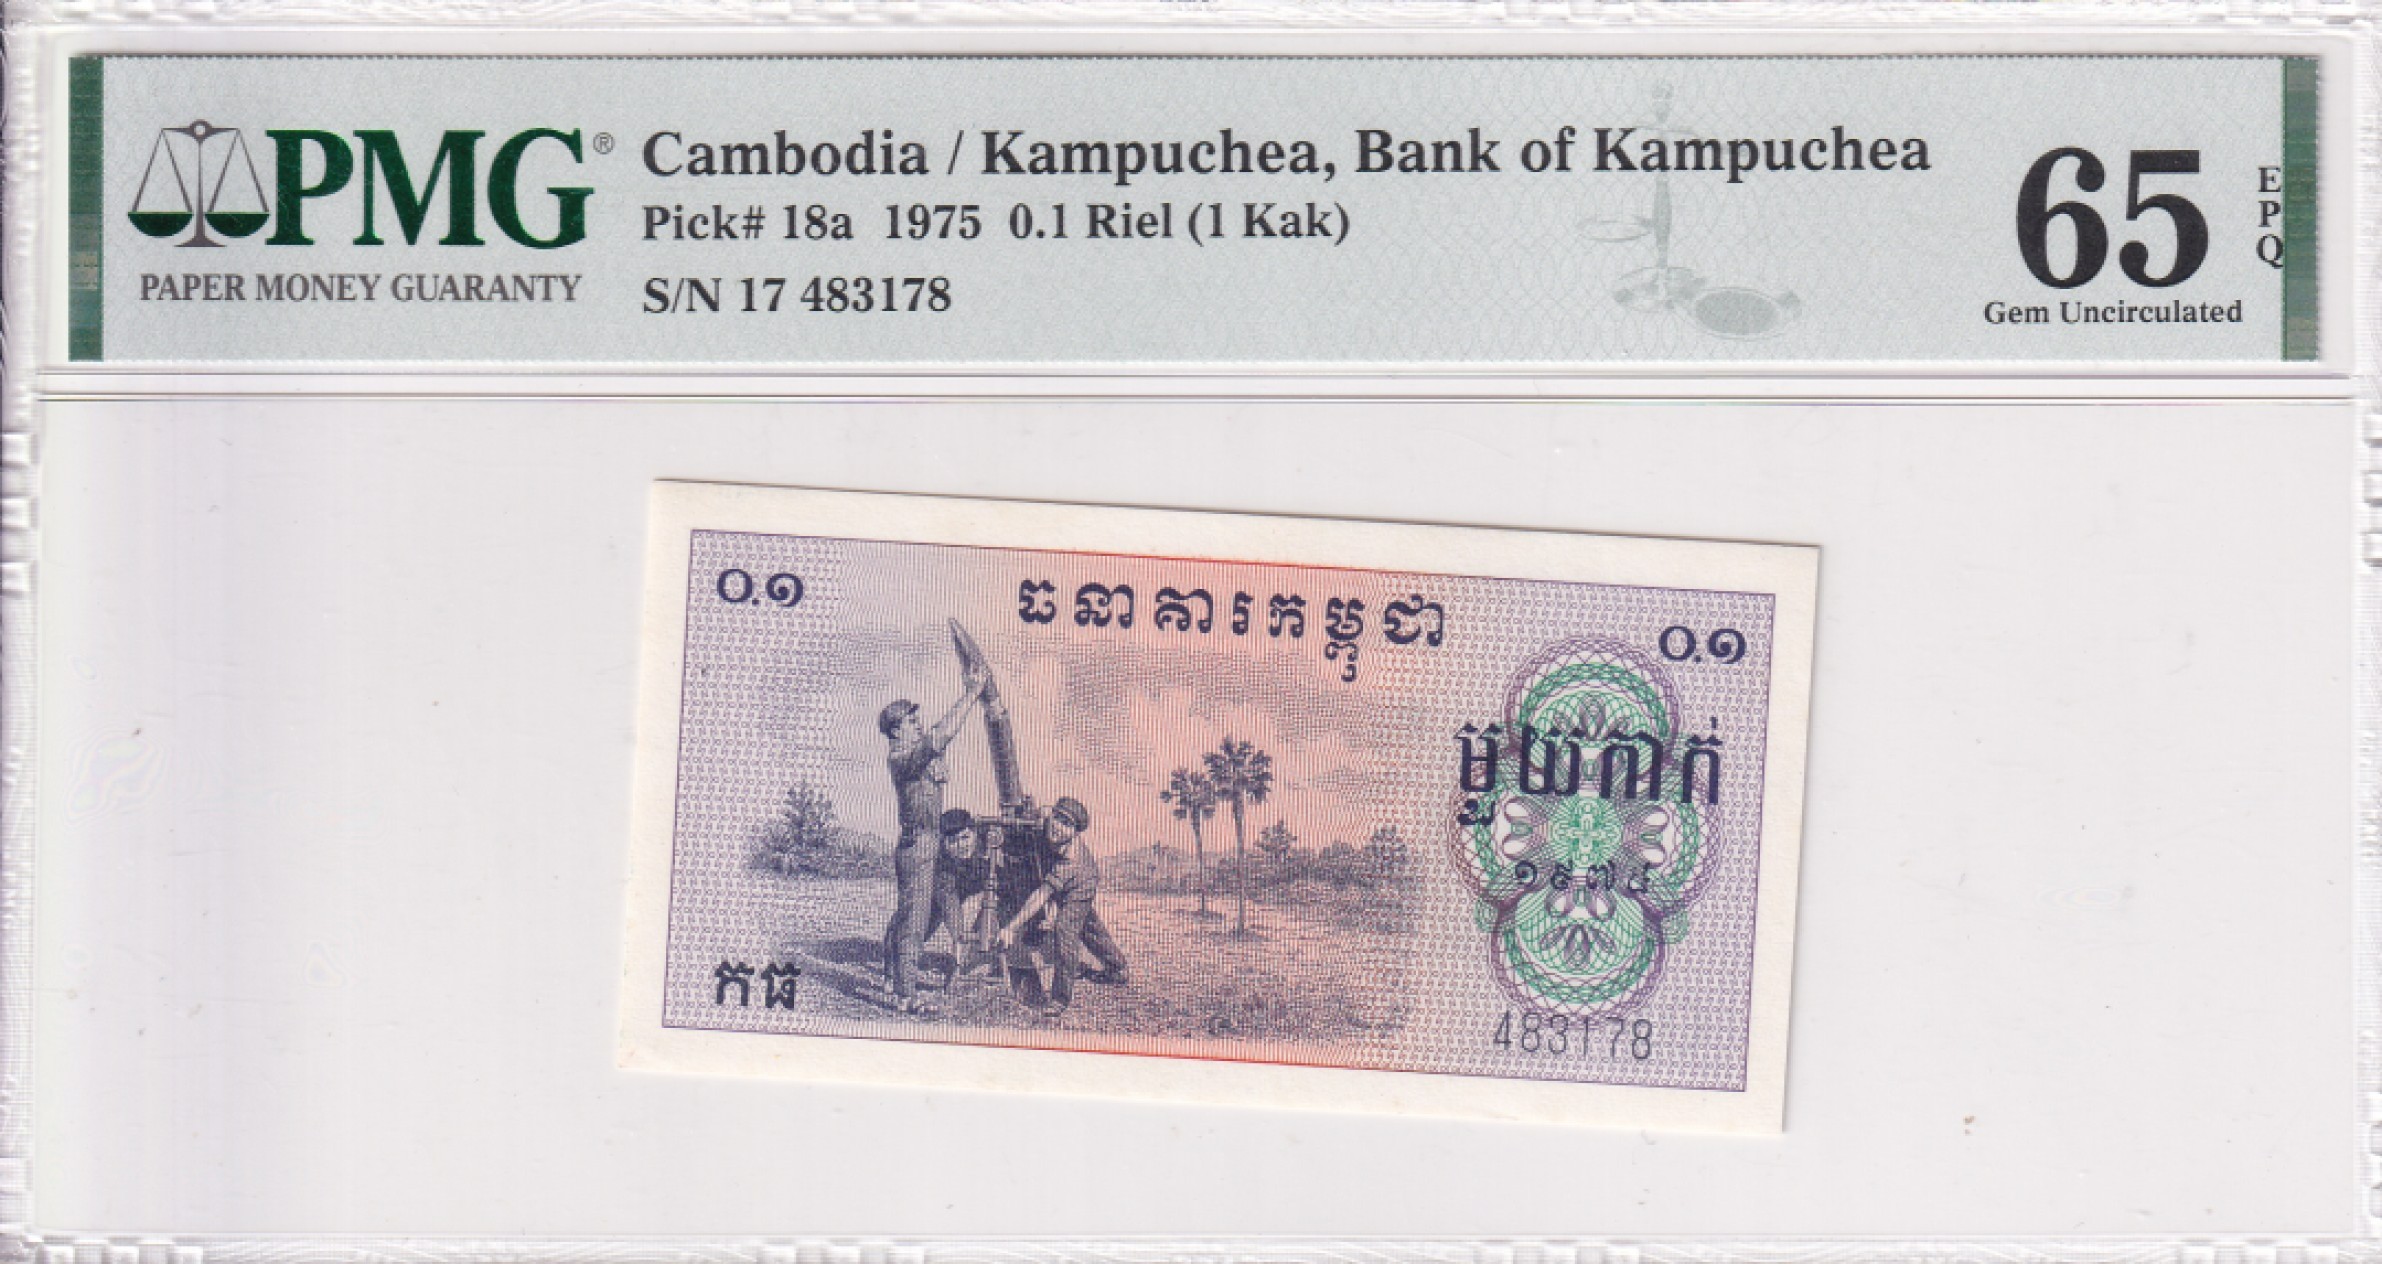 PMG®
PAPER MONEY GUARANTY
Cambodia / Kampuchea, Bank of Kampuchea
Pick# 18a 1975 0.1 Riel (1 Kak)
S/N 17 483178
65
EPQ
Gem Uncirculated
០.១
ធនាគារកម្ពុជា
០.១
មួយកាក់
១៩៧៥
កធ
483178